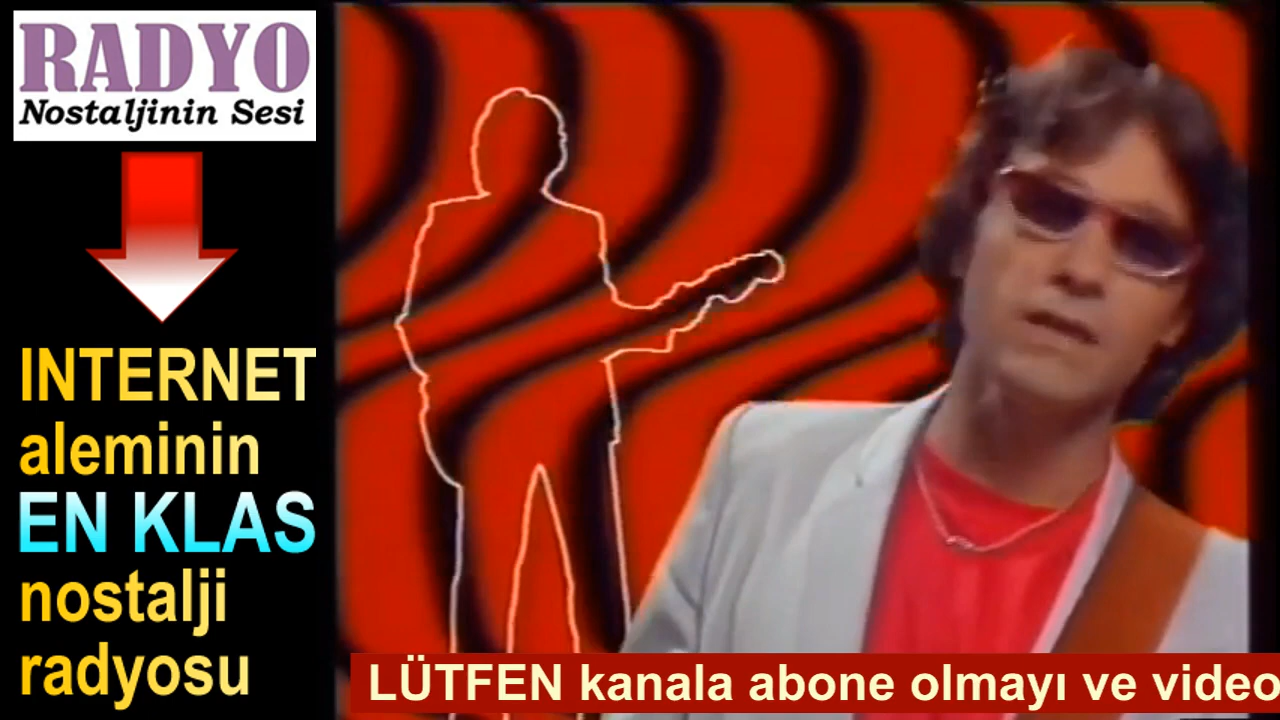 RADYO
Nostaljinin Sesi
INTERNET
aleminin
EN KLAS
nostalji
radyosu
LÜTFEN kanala abone olmayı ve video